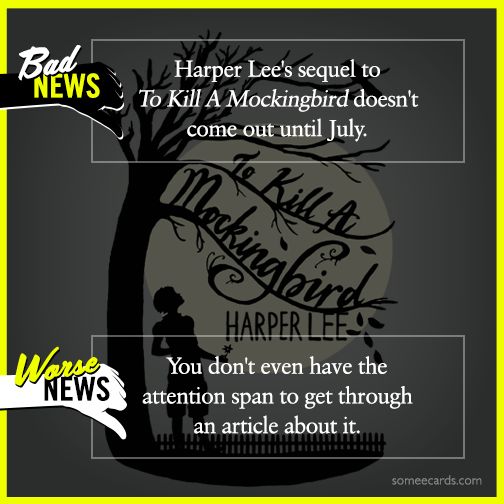 Bad
NEWS
Harper Lee's sequel to
To Kill A Mockingbird doesn't
come out until July.
To Kill A
Mockingbird
HARPER LEE
Worse
NEWS
You don't even have the
attention span to get through
an article about it.
someecards.com